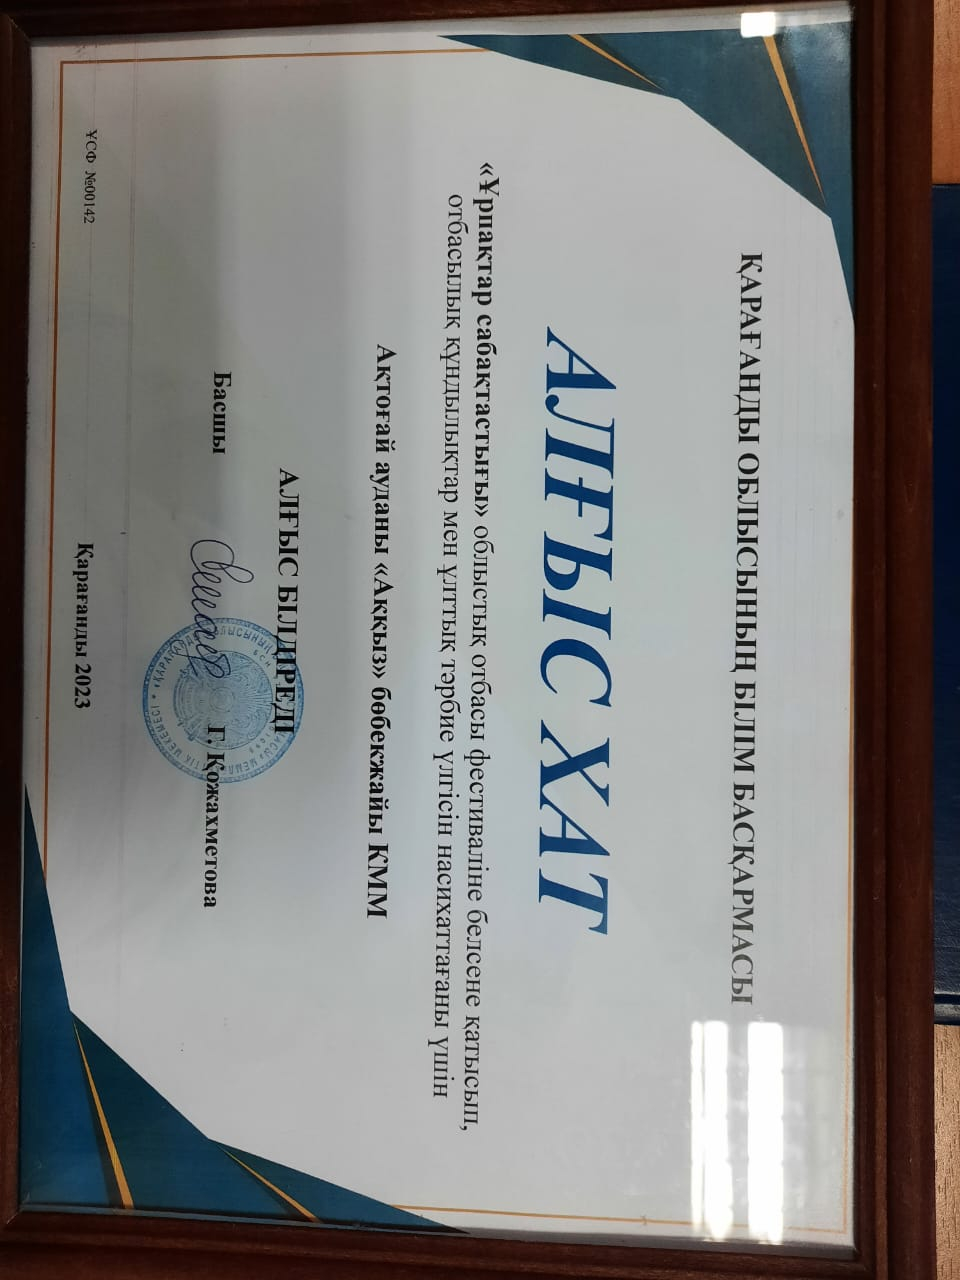 ҚАРАҒАНДЫ ОБЛЫСЫНЫҢ БІЛІМ БАСҚАРМАСЫ
АЛҒЫС ХАТ
«Ұрпақтар сабақтастығы» облыстық отбасы фестиваліне белсене қатысып,
отбасылық құндылықтар мен ұлттық тәрбие үлгісін насихаттағаны үшін
Ақтоғай ауданы «Аққыз» бөбекжайы КММ
АЛҒЫС БІЛДІРЕДІ
Басшы Г. Қожахметова
Қарағанды 2023
ҰСФ №00142